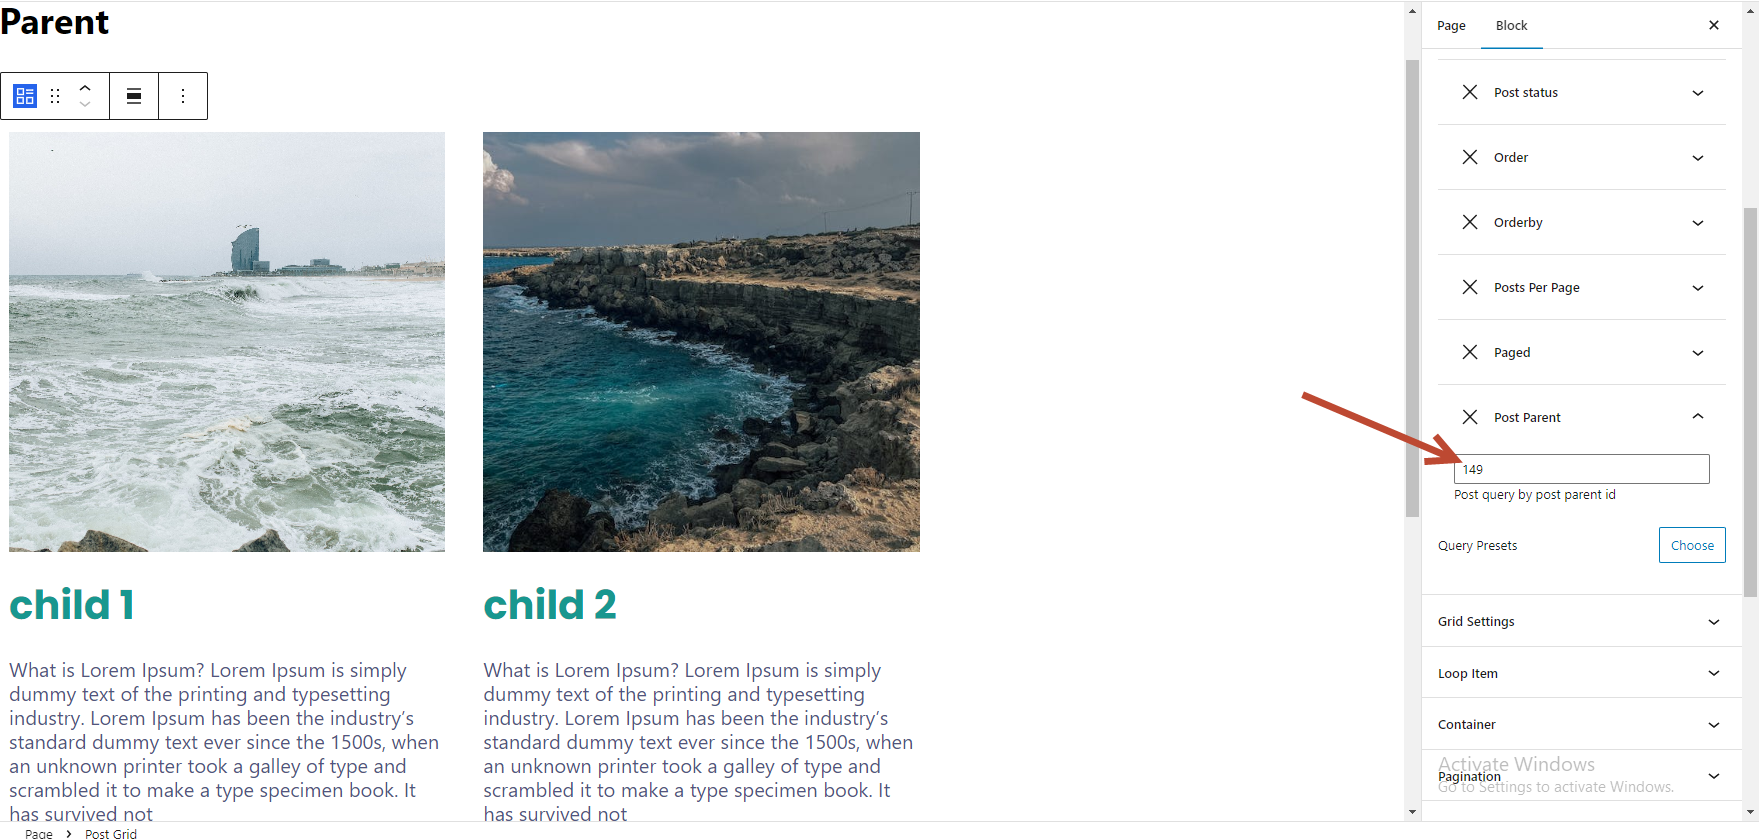 Parent
child 1
What is Lorem Ipsum? Lorem Ipsum is simply
dummy text of the printing and typesetting
industry. Lorem Ipsum has been the industry’s
standard dummy text ever since the 1500s, when
an unknown printer took a galley of type and
scrambled it to make a type specimen book. It
has survived not
child 2
What is Lorem Ipsum? Lorem Ipsum is simply
dummy text of the printing and typesetting
industry. Lorem Ipsum has been the industry’s
standard dummy text ever since the 1500s, when
an unknown printer took a galley of type and
scrambled it to make a type specimen book. It
has survived not
Page Post Grid
Page Block
Post status
Order
Orderby
Posts Per Page
Paged
Post Parent
149
Post query by post parent id
Query Presets Choose
Grid Settings
Loop Item
Container
Activate Windows
Pagination
Go to Settings to activate Windows.